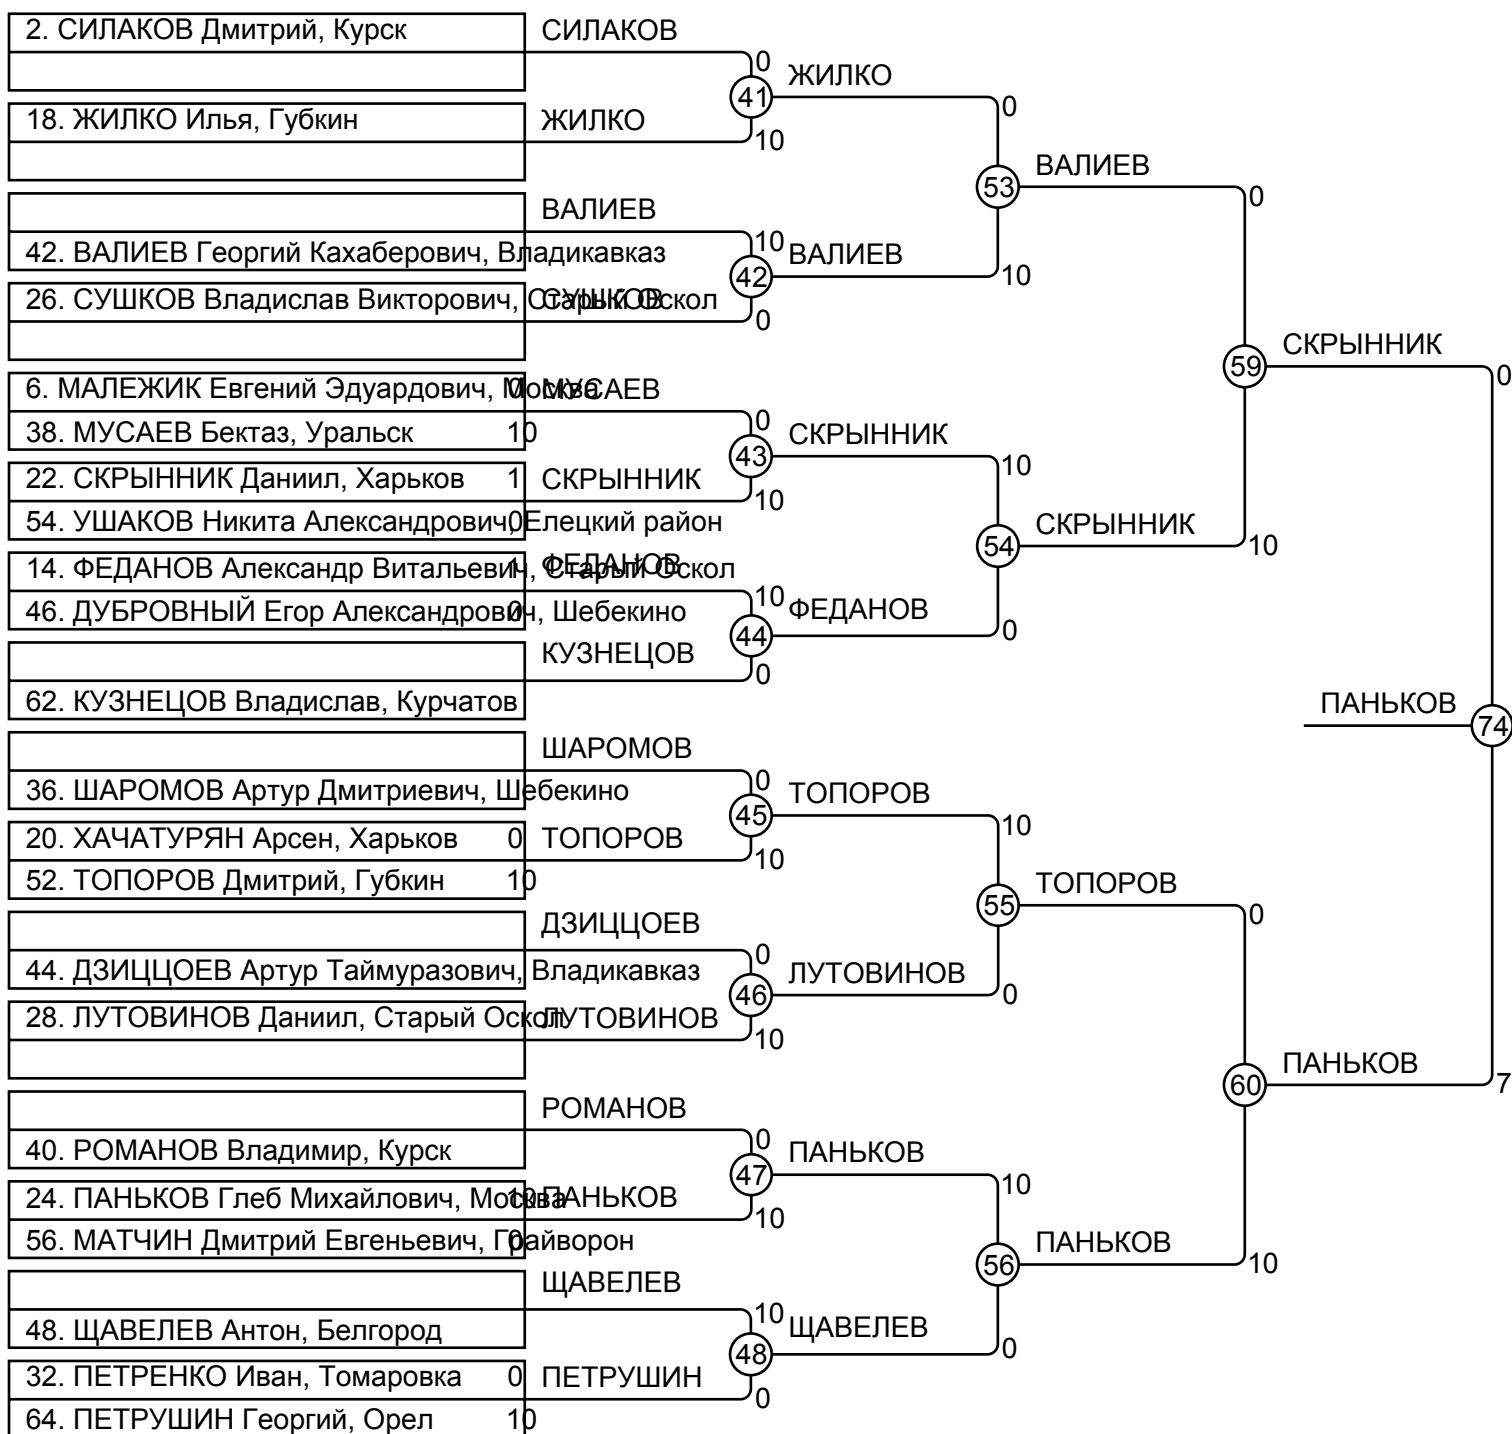 2. СИЛАКОВ Дмитрий, Курск
СИЛАКОВ
0
41
ЖИЛКО
18. ЖИЛКО Илья, Губкин
ЖИЛКО
10
0
53
ВАЛИЕВ
ВАЛИЕВ
42. ВАЛИЕВ Георгий Кахаберович, Владикавказ
10
42
ВАЛИЕВ
10
0
26. СУШКОВ Владислав Викторович, Старый Оскол
СУШКОВ
0
59
СКРЫННИК
0
6. МАЛЕЖИК Евгений Эдуардович, Москва
0
МУСАЕВ
38. МУСАЕВ Бектаз, Уральск
10
0
43
СКРЫННИК
10
22. СКРЫННИК Даниил, Харьков
1
СКРЫННИК
10
54. УШАКОВ Никита Александрович, Елецкий район
0
54
СКРЫННИК
10
14. ФЕДАНОВ Александр Витальевич, Старый Оскол
1
ФЕДАНОВ
46. ДУБРОВНЫЙ Егор Александрович, Шебекино
0
10
44
ФЕДАНОВ
0
КУЗНЕЦОВ
0
62. КУЗНЕЦОВ Владислав, Курчатов
ПАНЬКОВ
74
ШАРОМОВ
36. ШАРОМОВ Артур Дмитриевич, Шебекино
0
45
ТОПОРОВ
20. ХАЧАТУРЯН Арсен, Харьков
0
ТОПОРОВ
10
10
52. ТОПОРОВ Дмитрий, Губкин
10
55
ТОПОРОВ
0
ДЗИЦЦОЕВ
44. ДЗИЦЦОЕВ Артур Таймуразович, Владикавказ
0
46
ЛУТОВИНОВ
0
28. ЛУТОВИНОВ Даниил, Старый Оскол
ЛУТОВИНОВ
10
60
ПАНЬКОВ
7
РОМАНОВ
40. РОМАНОВ Владимир, Курск
0
47
ПАНЬКОВ
10
24. ПАНЬКОВ Глеб Михайлович, Москва
10
ПАНЬКОВ
10
56. МАТЧИН Дмитрий Евгеньевич, Грайворон
0
56
ПАНЬКОВ
10
ЩАВЕЛЕВ
48. ЩАВЕЛЕВ Антон, Белгород
10
48
ЩАВЕЛЕВ
0
32. ПЕТРЕНКО Иван, Томаровка
0
ПЕТРУШИН
0
64. ПЕТРУШИН Георгий, Орел
10